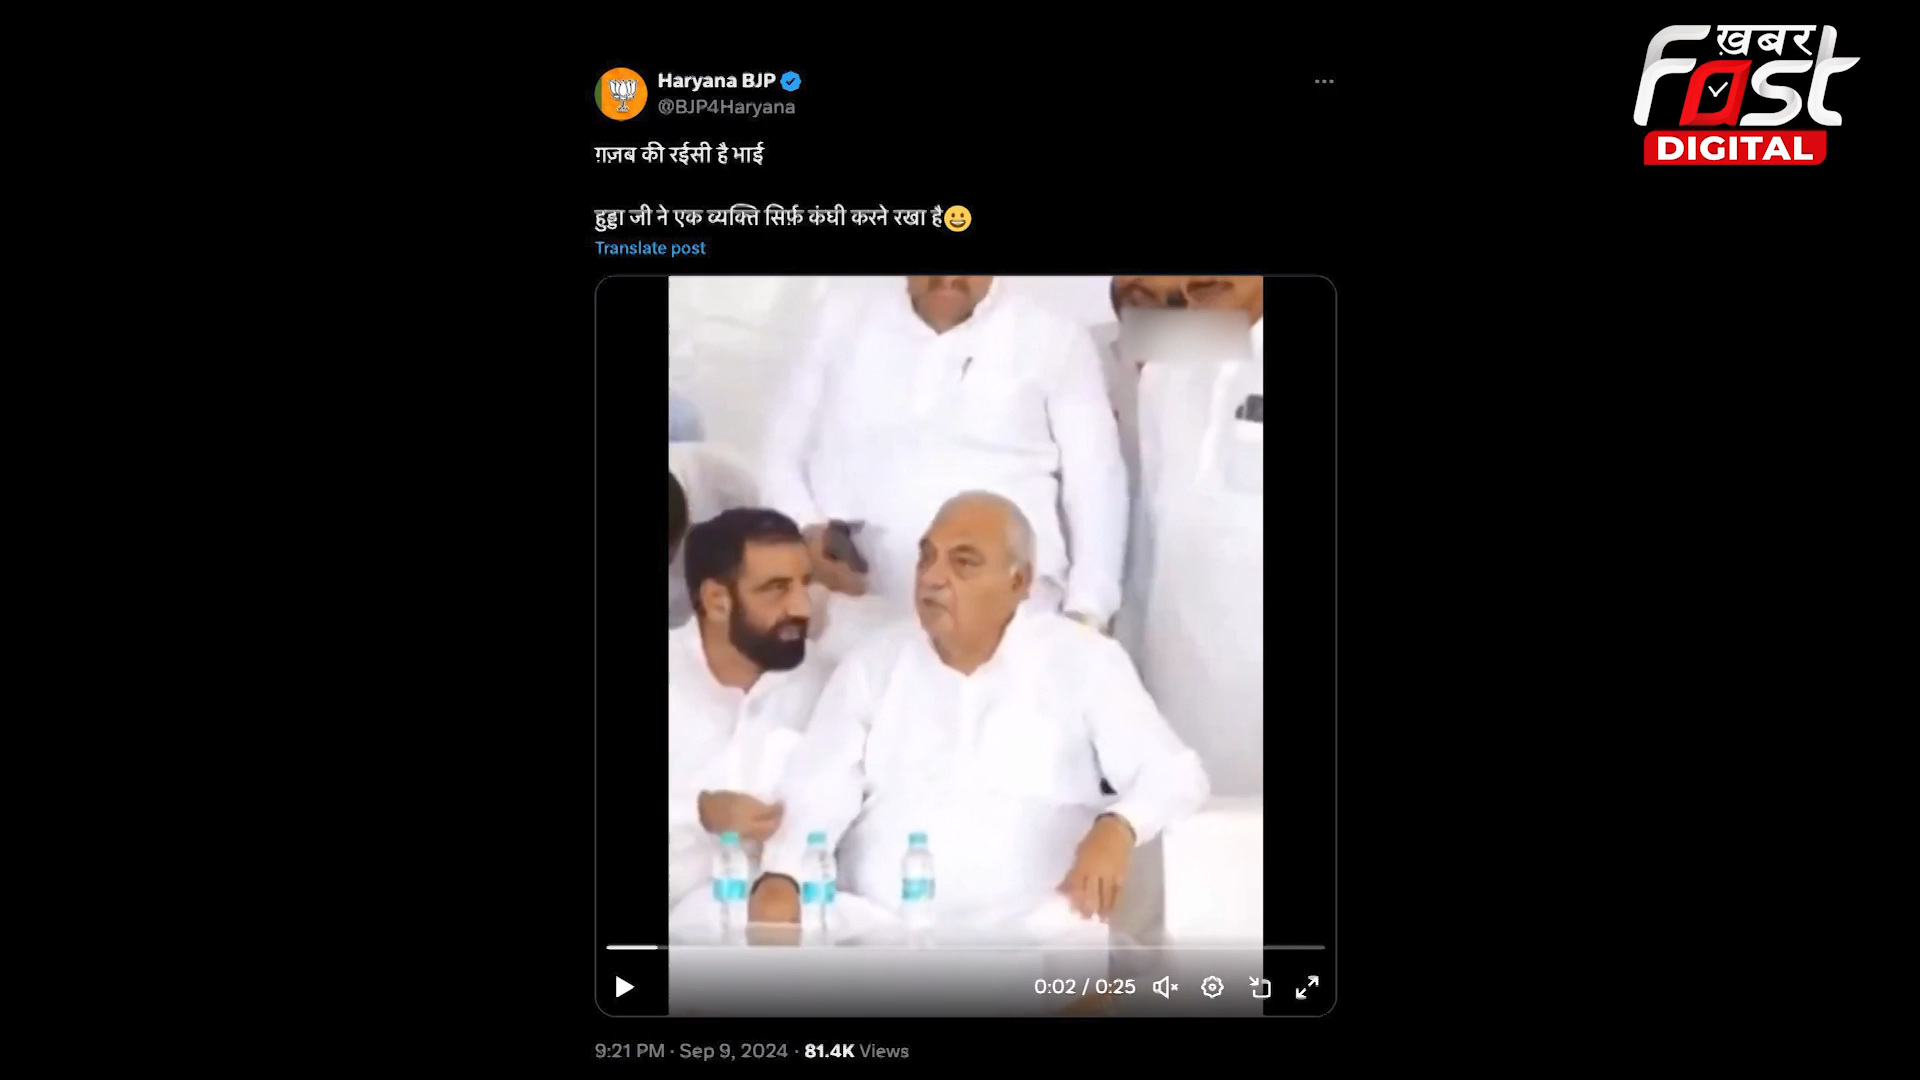 Haryana BJP
@BJP4Haryana
ग़ज़ब की रईसी है भाई
हुड्डा जी ने एक व्यक्ति सिर्फ़ कंघी करने रखा है😀
Translate post
0:02 / 0:25
9:21 PM · Sep 9, 2024 · 81.4K Views
ख़बर
Fast
DIGITAL